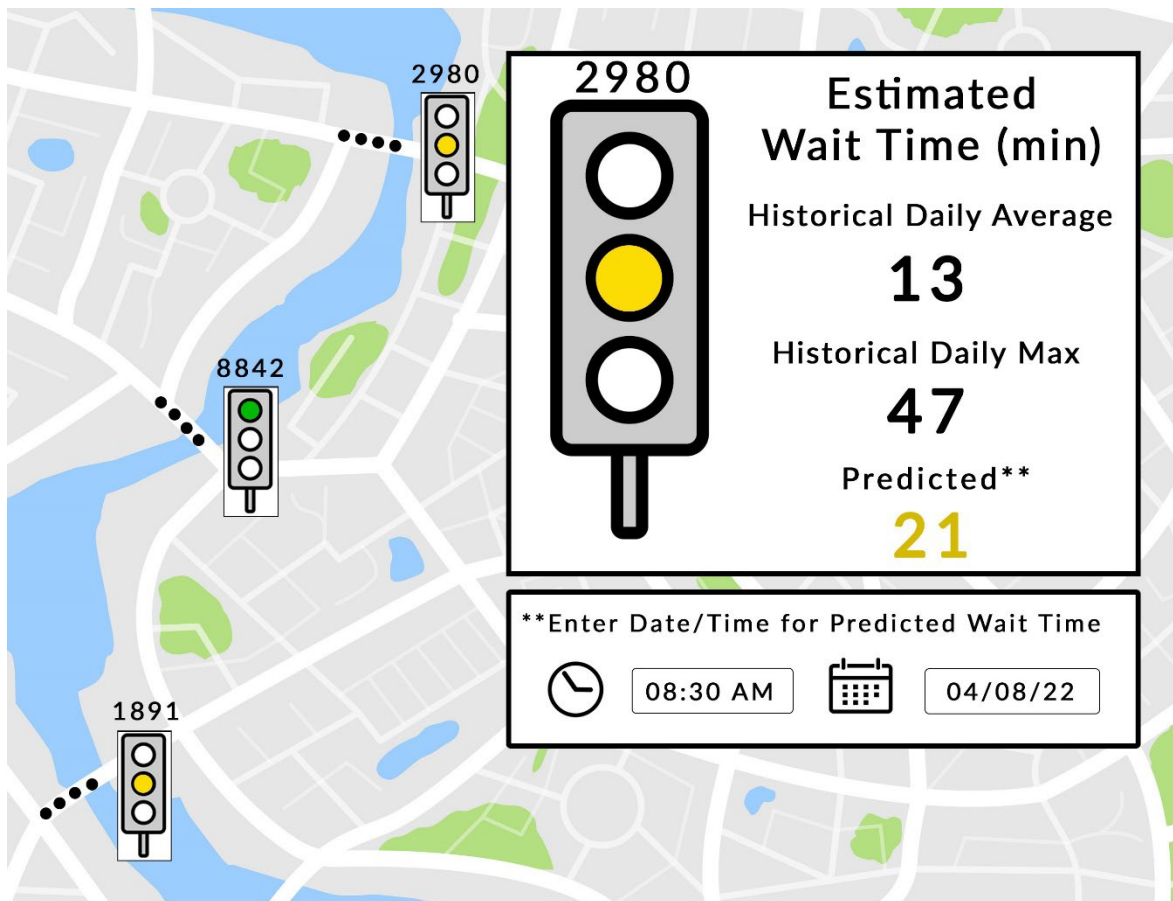 2980
8842
1891
2980
Estimated
Wait Time (min)
Historical Daily Average
13
Historical Daily Max
47
Predicted**
21
**Enter Date/Time for Predicted Wait Time
08:30 AM
04/08/22